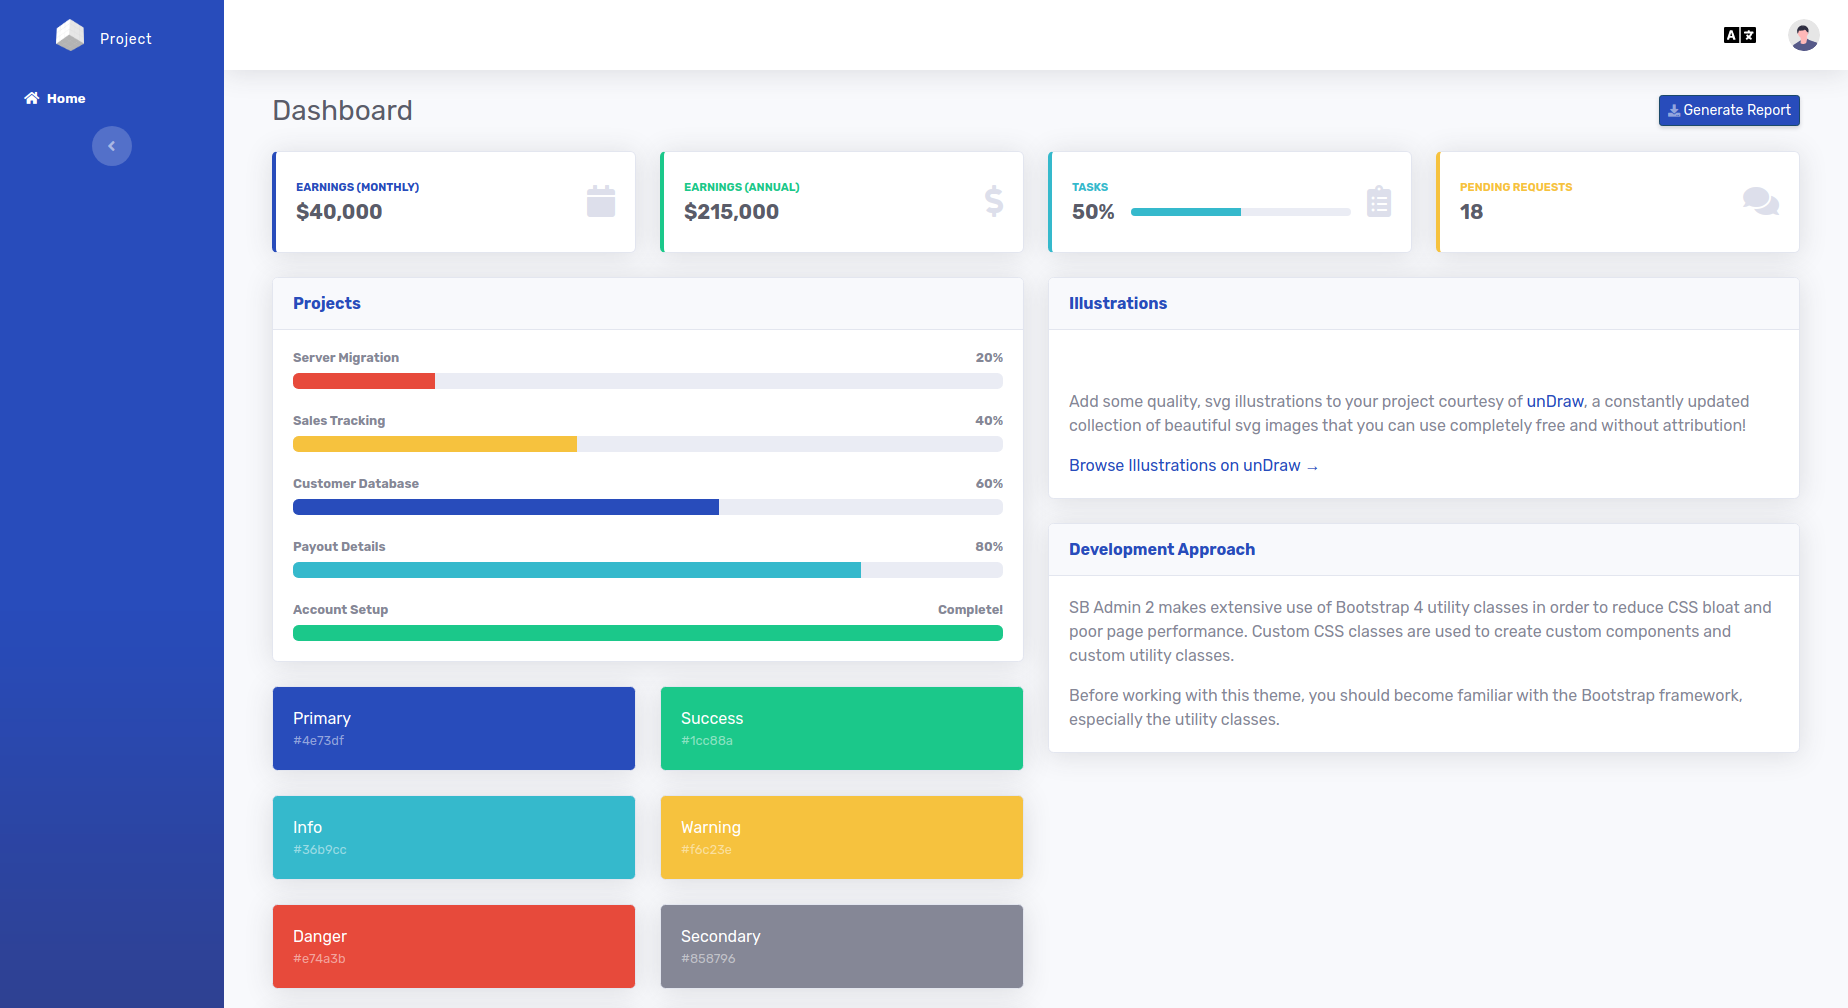 Project
Home
Dashboard
Generate Report
EARNINGS (MONTHLY)
$40,000
EARNINGS (ANNUAL)
$215,000
TASKS
50%
PENDING REQUESTS
18
Projects
Server Migration 20%
Sales Tracking 40%
Customer Database 60%
Payout Details 80%
Account Setup Complete!
Primary
#4e73df
Success
#1cc88a
Info
#36b9cc
Warning
#f6c23e
Danger
#e74a3b
Secondary
#858796
Illustrations
Add some quality, svg illustrations to your project courtesy of unDraw, a constantly updated
collection of beautiful svg images that you can use completely free and without attribution!
Browse Illustrations on unDraw →
Development Approach
SB Admin 2 makes extensive use of Bootstrap 4 utility classes in order to reduce CSS bloat and
poor page performance. Custom CSS classes are used to create custom components and
custom utility classes.
Before working with this theme, you should become familiar with the Bootstrap framework,
especially the utility classes.